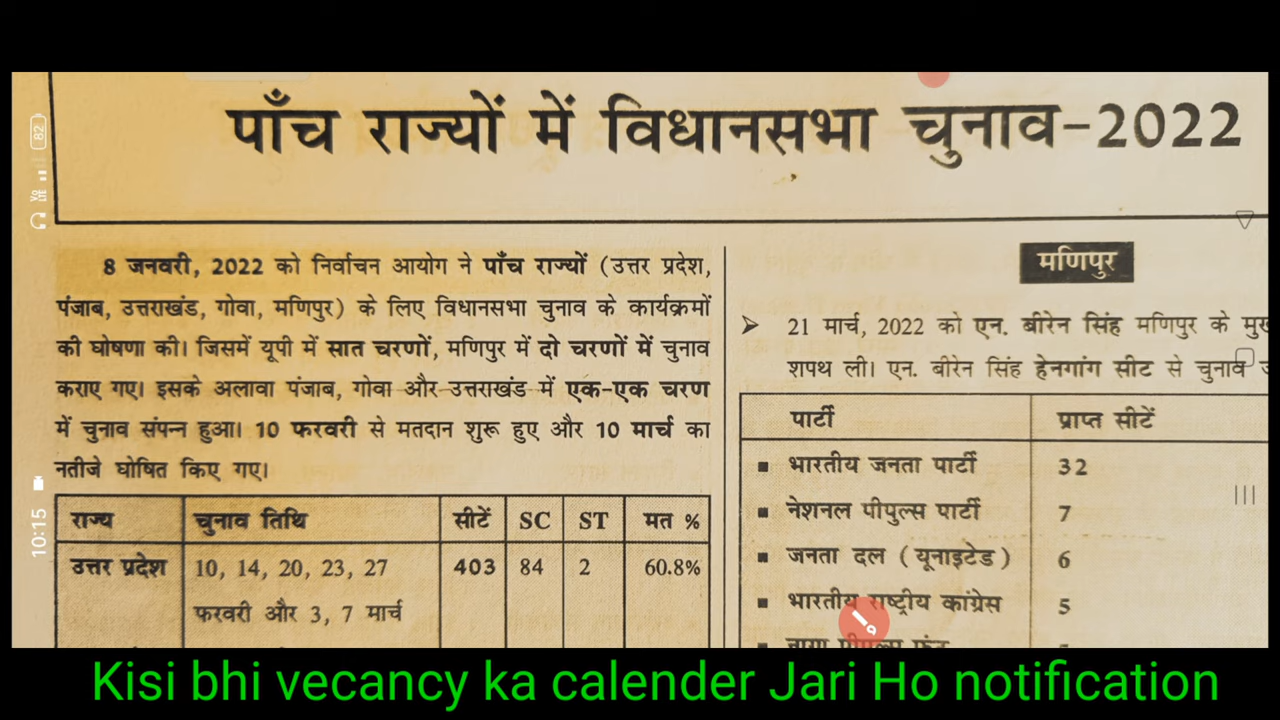 पाँच राज्यों में विधानसभा चुनाव-2022
8 जनवरी, 2022 को निर्वाचन आयोग ने पाँच राज्यों (उत्तर प्रदेश,
पंजाब, उत्तराखंड, गोवा, मणिपुर) के लिए विधानसभा चुनाव के कार्यक्रमों
की घोषणा की। जिसमें यूपी में सात चरणों, मणिपुर में दो चरणों में चुनाव
कराए गए। इसके अलावा पंजाब, गोवा और उत्तराखंड में एक-एक चरण
में चुनाव संपन्न हुआ। 10 फरवरी से मतदान शुरू हुए और 10 मार्च का
नतीजे घोषित किए गए।
राज्य चुनाव तिथि सीटें SC ST मत %
उत्तर प्रदेश 10, 14, 20, 23, 27 403 84 2 60.8%
फरवरी और 3, 7 मार्च
मणिपुर
21 मार्च, 2022 को एन. बीरेन सिंह मणिपुर के
शपथ ली। एन. बीरेन सिंह हेनगांग सीट से चुनाव
पार्टी प्राप्त सीटें
▪ भारतीय जनता पार्टी 32
▪ नेशनल पीपुल्स पार्टी 7
▪ जनता दल (यूनाइटेड) 6
▪ भारतीय राष्ट्रीय कांग्रेस 5
82
10:15
Kisi bhi vecancy ka calender Jari Ho notification